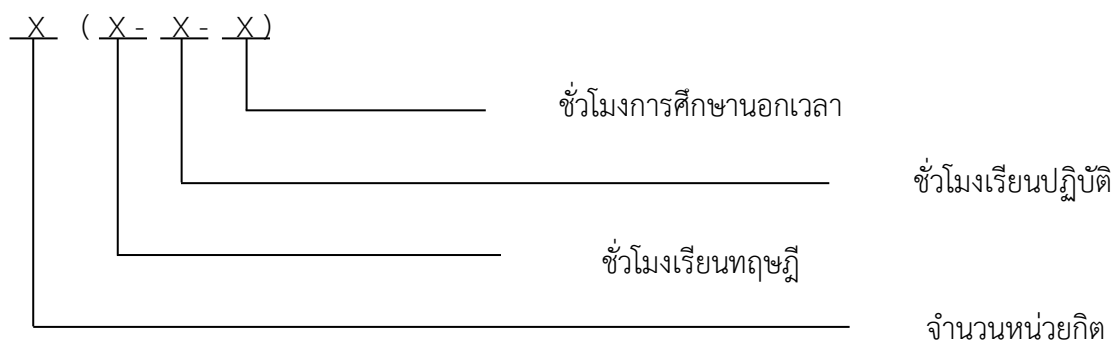 X (X- X- X)
ชั่วโมงการศึกษานอกเวลา
ชั่วโมงเรียนปฏิบัติ
ชั่วโมงเรียนทฤษฎี
จำนวนหน่วยกิต